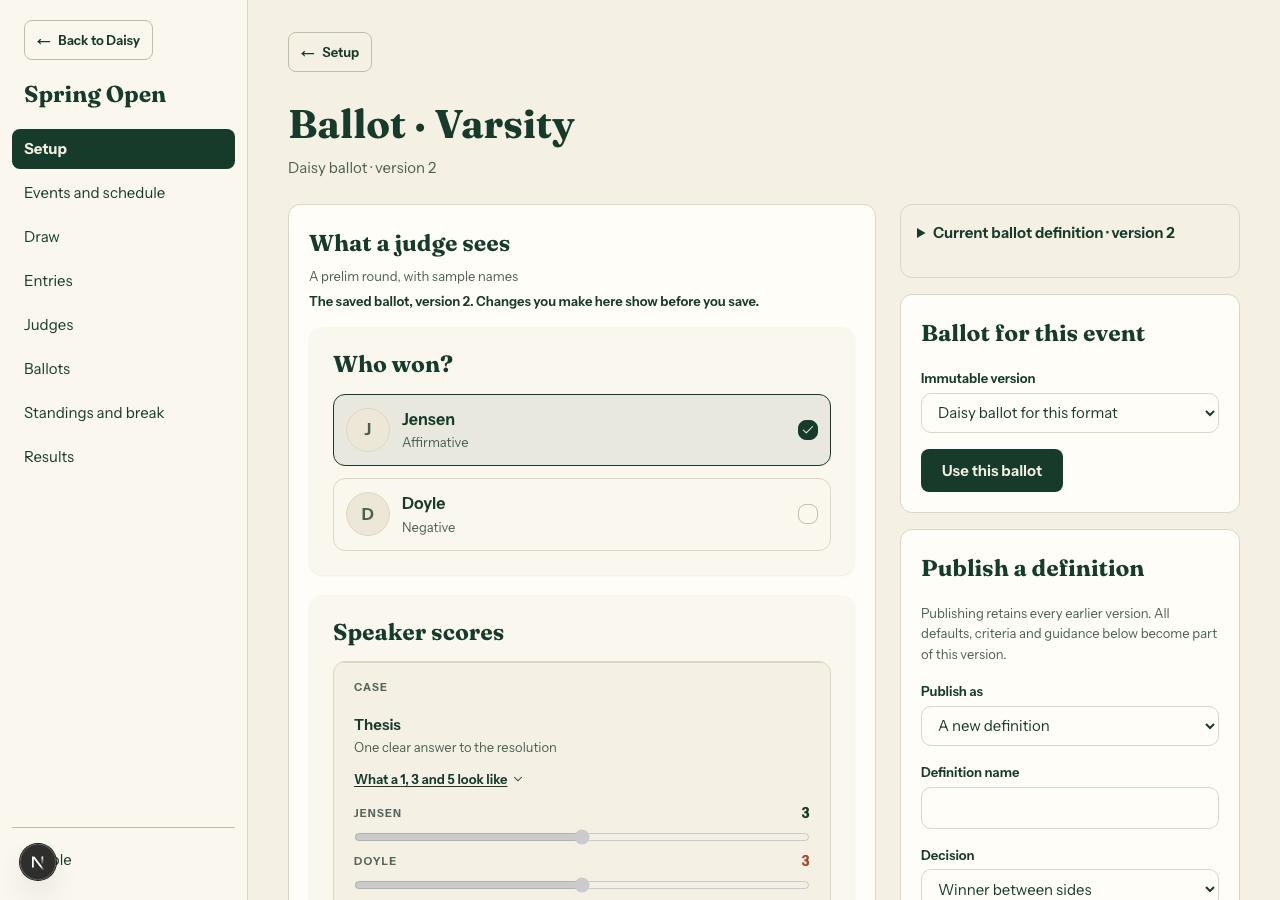 ← Back to Daisy
Spring Open
Setup
Events and schedule
Draw
Entries
Judges
Ballots
Standings and break
Results
N
← Setup
Ballot · Varsity
Daisy ballot · version 2
What a judge sees
A prelim round, with sample names
The saved ballot, version 2. Changes you make here show before you save.
Who won?
J
Jensen
Affirmative
D
Doyle
Negative
Speaker scores
CASE
Thesis
One clear answer to the resolution
What a 1, 3 and 5 look like
JENSEN 3
DOYLE 3
Current ballot definition · version 2
Ballot for this event
Immutable version
Daisy ballot for this format
Use this ballot
Publish a definition
Publishing retains every earlier version. All
defaults, criteria and guidance below become part
of this version.
Publish as
A new definition
Definition name
Decision
Winner between sides